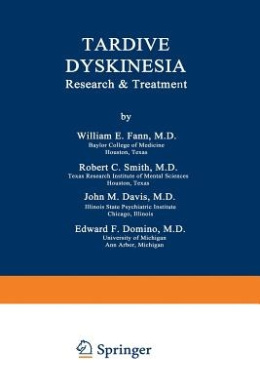 TARDIVE
DYSKINESIA
Research & Treatment
by
William E. Fann, M.D.
Baylor College of Medicine
Houston, Texas
Robert C. Smith, M.D.
Texas Research Institute of Mental Sciences
Houston, Texas
John M. Davis, M.D.
Illinois State Psychiatric Institute
Chicago, Illinois
Edward F. Domino, M.D.
University of Michigan
Ann Arbor, Michigan
Springer